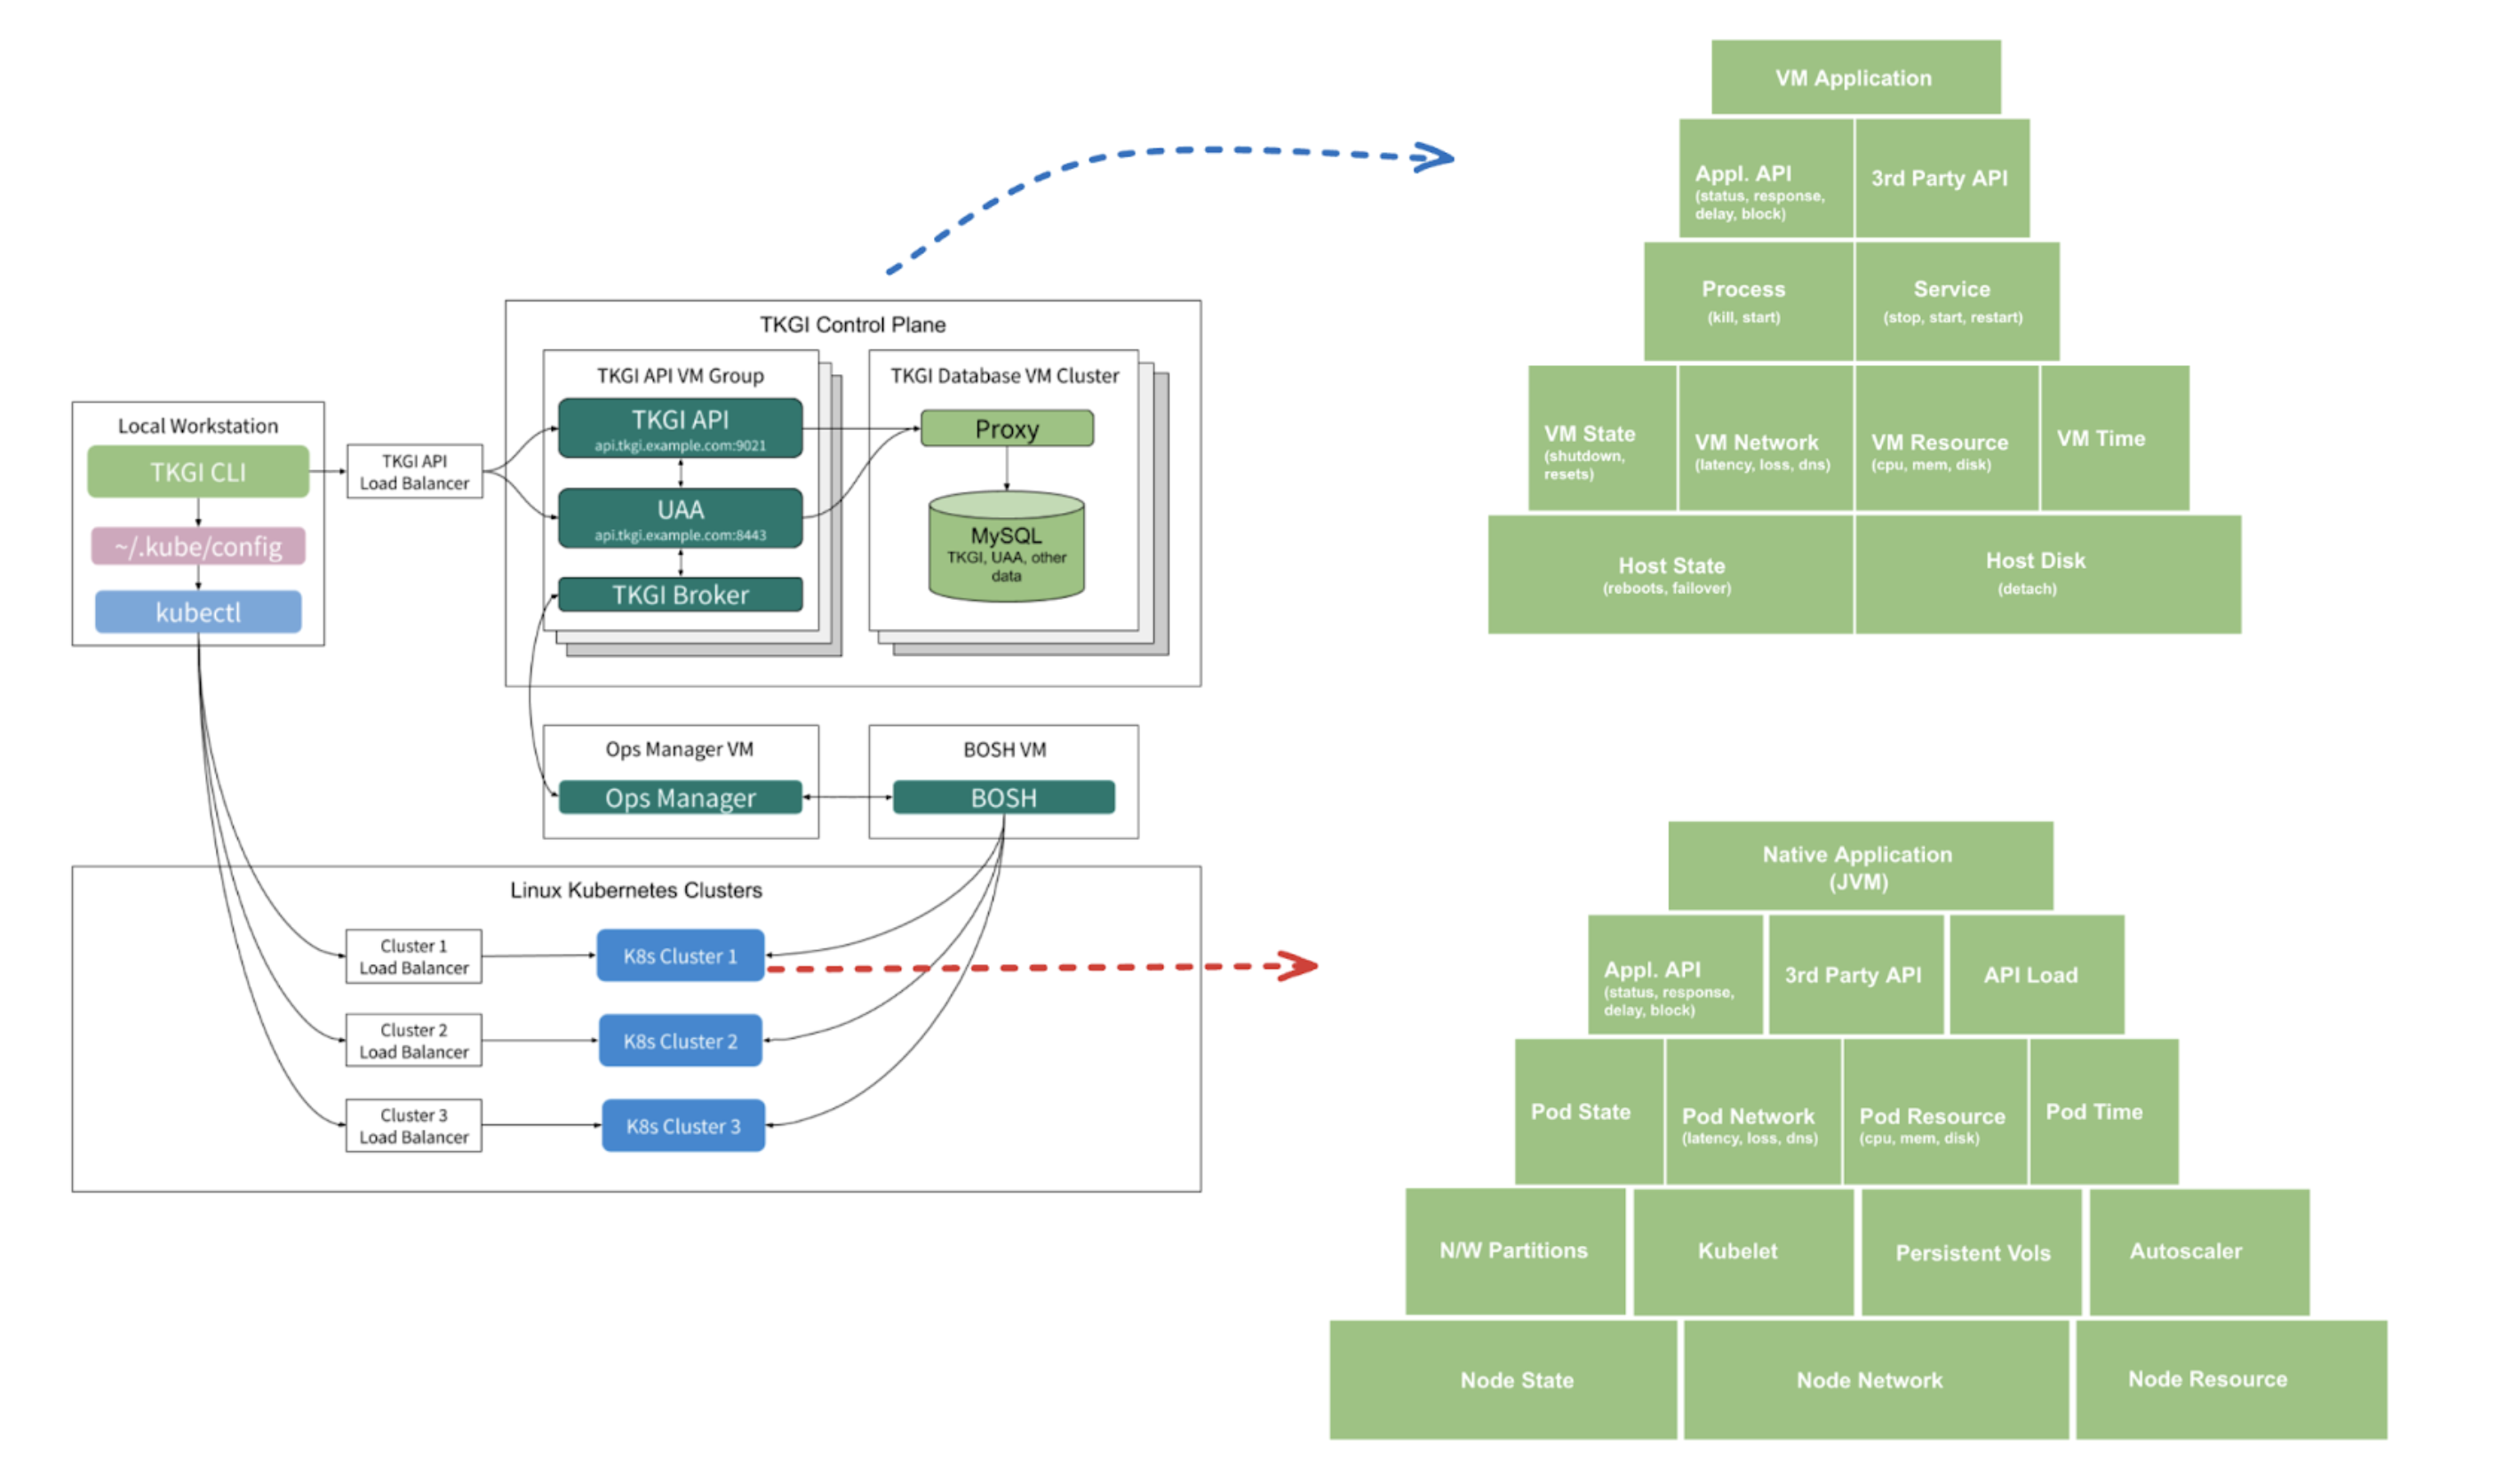 TKGI Control Plane
Local Workstation
TKGI CLI
~/.kube/config
kubectl
TKGI API
Load Balancer
TKGI API VM Group
TKGI API
api.tkgi.example.com:9021
UAA
api.tkgi.example.com:8443
TKGI Broker
TKGI Database VM Cluster
Proxy
MySQL
TKGI, UAA, other
data
Ops Manager VM
Ops Manager
BOSH VM
BOSH
Linux Kubernetes Clusters
Cluster 1
Load Balancer
K8s Cluster 1
Cluster 2
Load Balancer
K8s Cluster 2
Cluster 3
Load Balancer
K8s Cluster 3
VM Application
Appl. API
(status, response,
delay, block)
3rd Party API
Process
(kill, start)
Service
(stop, start, restart)
VM State
(shutdown,
resets)
VM Network
(latency, loss, dns)
VM Resource
(cpu, mem, disk)
VM Time
Host State
(reboots, failover)
Host Disk
(detach)
Native Application
(JVM)
Appl. API
(status, response,
delay, block)
3rd Party API
API Load
Pod State
Pod Network
(latency, loss, dns)
Pod Resource
(cpu, mem, disk)
Pod Time
N/W Partitions
Kubelet
Persistent Vols
Autoscaler
Node State
Node Network
Node Resource